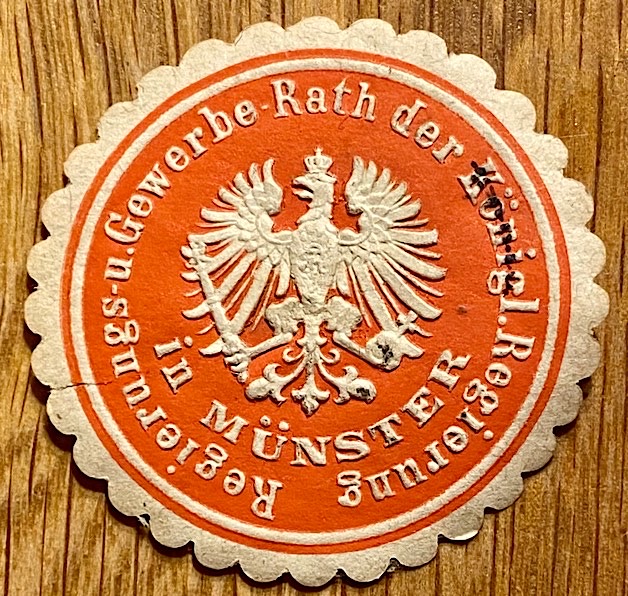 Regierungs-u. Gewerbe-Rath der Königl. Regierung
in MÜNSTER